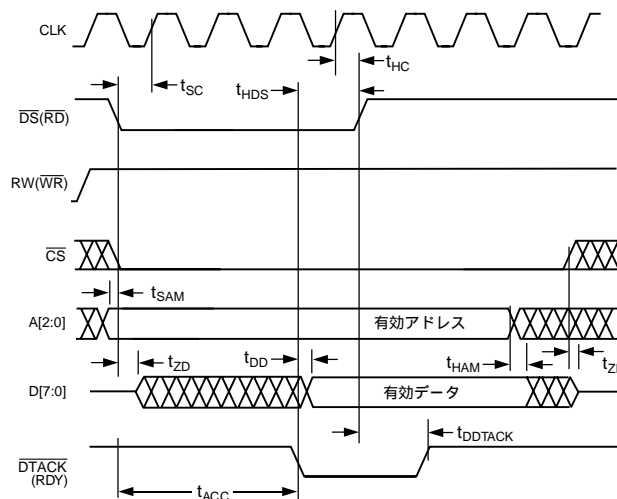 CLK
tHC
tSC
tHDS
DS(RD)
RW(WR)
CS
tSAM
A[2:0]
有効アドレス
tZD
tDD
tHAM
D[7:0]
有効データ
tDDTACK
DTACK
(RDY)
tACC